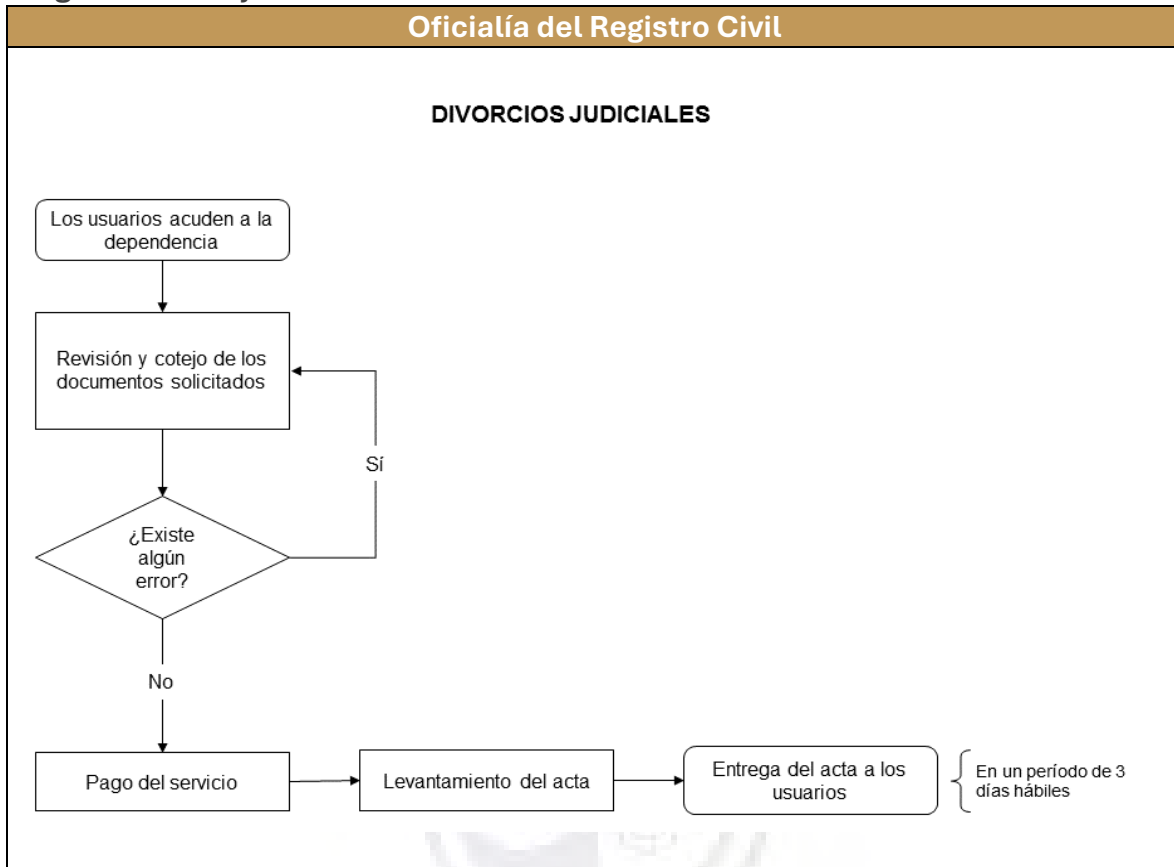 Oficialía del Registro Civil
DIVORCIOS JUDICIALES
Los usuarios acuden a la
dependencia
Revisión y cotejo de los
documentos solicitados
Sí
¿Existe
algún
error?
No
Pago del servicio
Levantamiento del acta
Entrega del acta a los
usuarios
En un período de 3
días hábiles